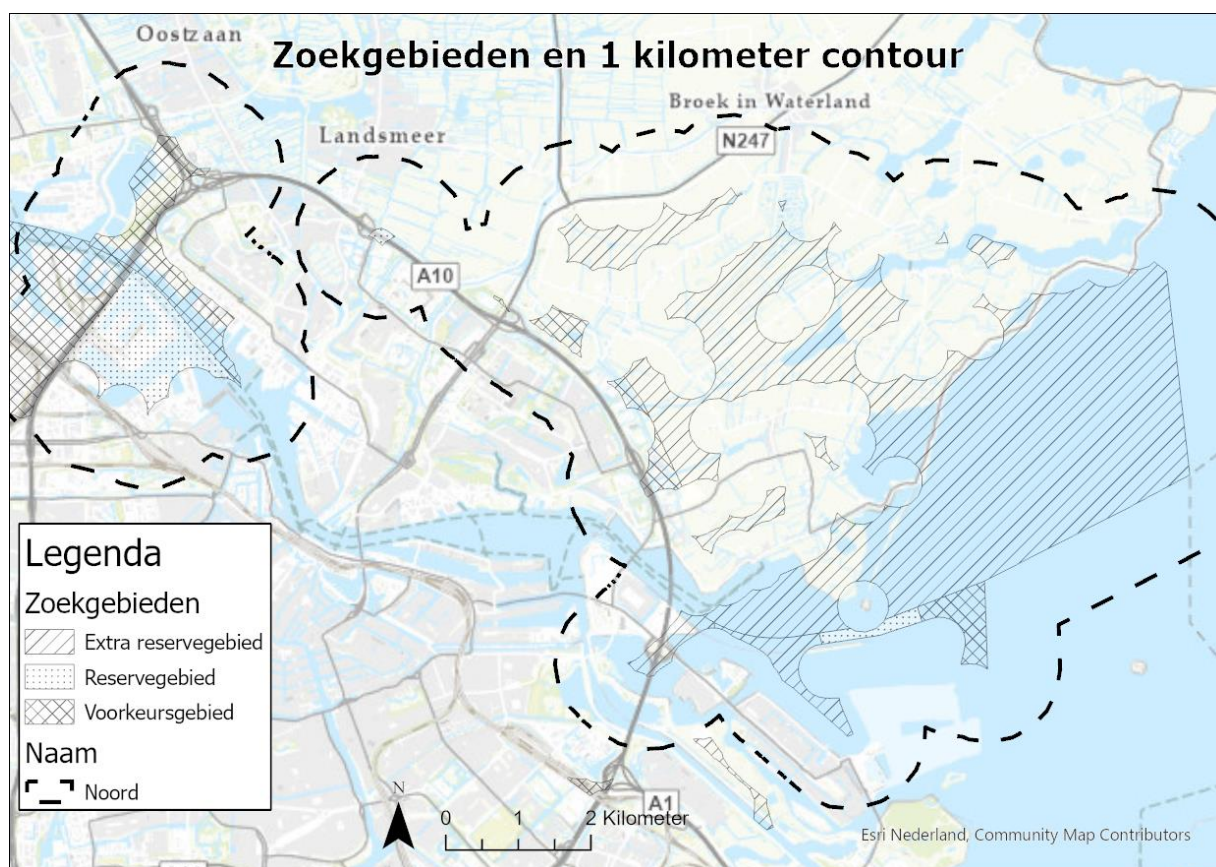 Oostzaan
Zoekgebieden en 1 kilometer contour
Broek in Waterland
Landsmeer
N247
A10
Legenda
Zoekgebieden
Extra reservegebied
Reservegebied
Voorkeursgebied
Naam
Noord
N
0 1 2 Kilometer
A1
Esri Nederland, Community Map Contributors